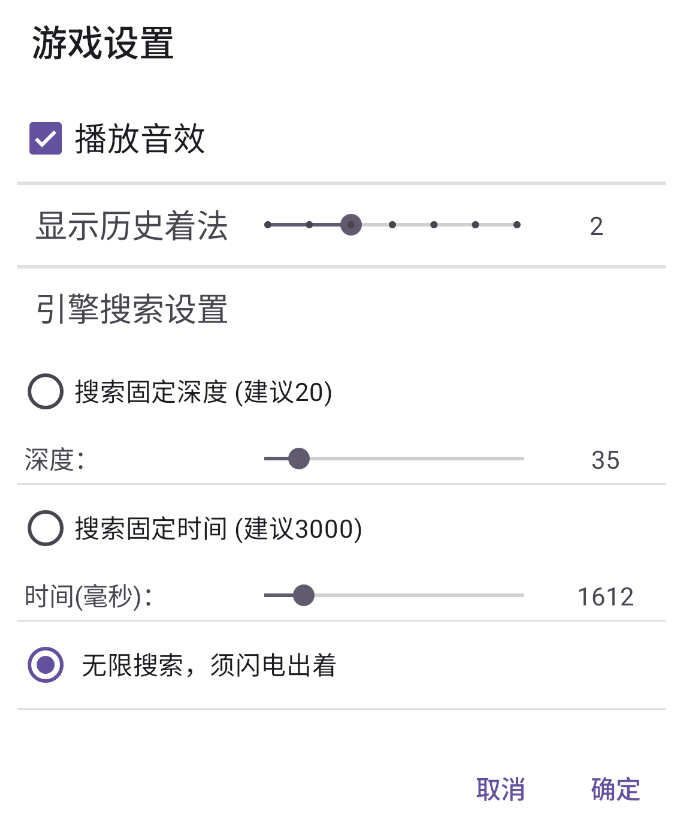 游戏设置
播放音效
显示历史着法 2
引擎搜索设置
搜索固定深度 (建议20)
深度： 35
搜索固定时间 (建议3000)
时间(毫秒)： 1612
无限搜索，须闪电出着
取消 确定